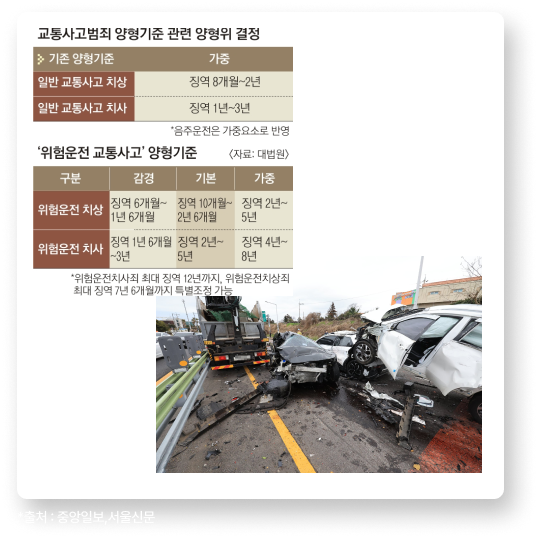 교통사고범죄 양형기준 관련 양형위 결정
기존 양형기준 가중
일반 교통사고 치상 징역 8개월~2년
일반 교통사고 치사 징역 1년~3년
*음주운전은 가중요소로 반영
‘위험운전 교통사고’ 양형기준 〈자료: 대법원〉
구분 감경 기본 가중
위험운전 치상 징역 6개월~ 징역 10개월~ 징역 2년~
1년 6개월 2년 6개월 5년
위험운전 치사 징역 1년 6개월 징역 2년~ 징역 4년~
~3년 5년 8년
*위험운전치사죄 최대 징역 12년까지, 위험운전치상죄
최대 징역 7년 6개월까지 특별조정 가능
*출처 : 중앙일보, 서울신문